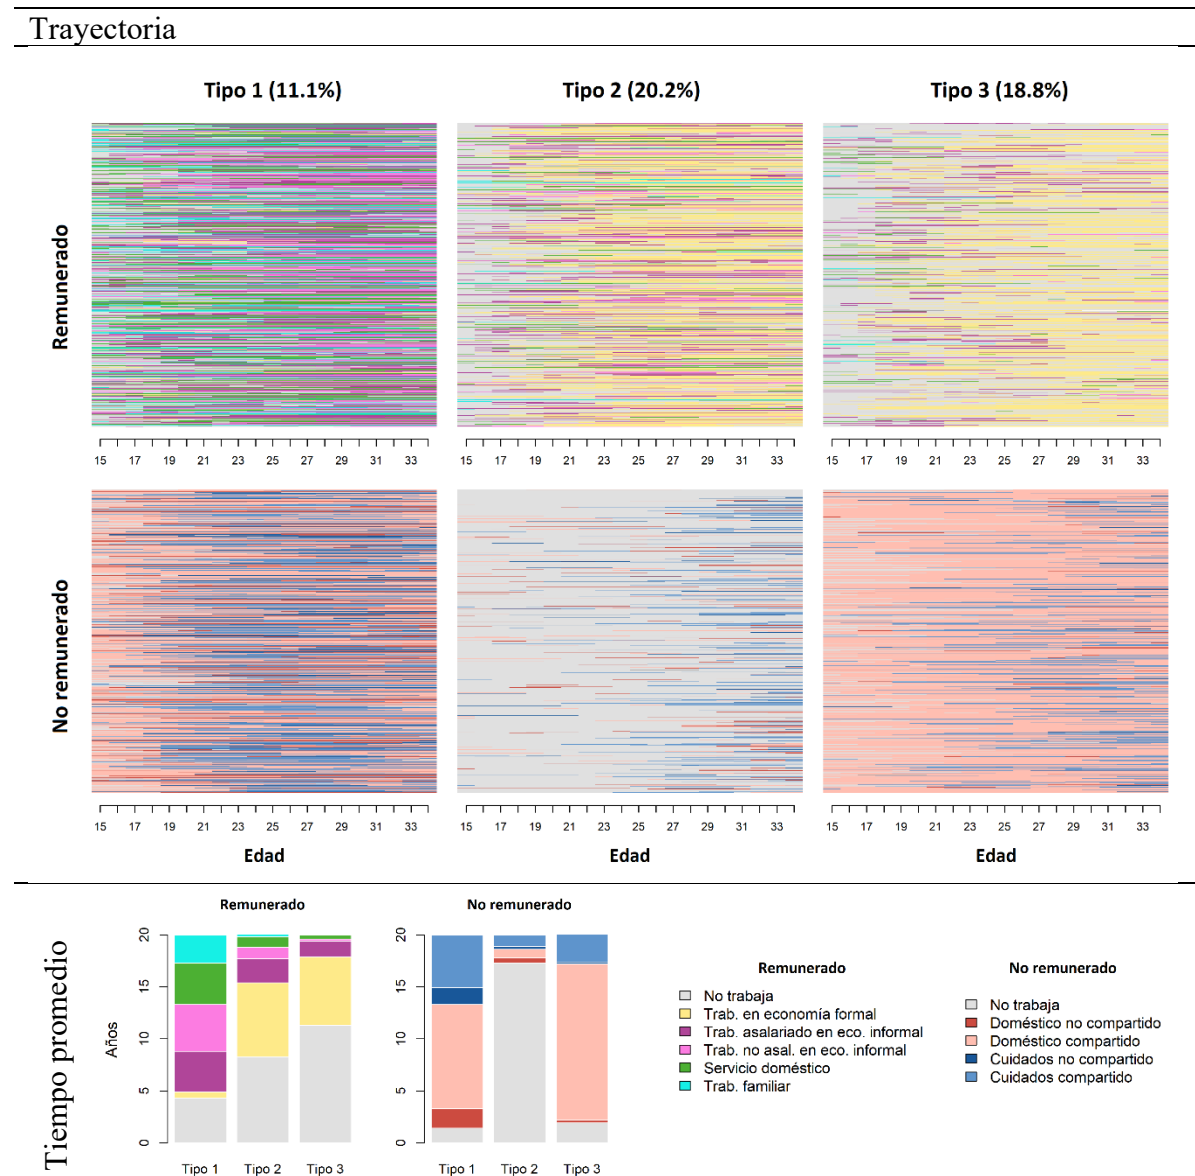 Trayectoria
Tipo 1 (11.1%) Tipo 2 (20.2%) Tipo 3 (18.8%)
Remunerado
15 17 19 21 23 25 27 29 31 33 15 17 19 21 23 25 27 29 31 33 15 17 19 21 23 25 27 29 31 33
No remunerado
15 17 19 21 23 25 27 29 31 33 15 17 19 21 23 25 27 29 31 33 15 17 19 21 23 25 27 29 31 33
Edad Edad Edad
Tiempo promedio
Remunerado
Años
20
15
10
5
0
Tipo 1 Tipo 2 Tipo 3
No remunerado
20
15
10
5
0
Tipo 1 Tipo 2 Tipo 3
Remunerado
No trabaja
Trab. en economía formal
Trab. asalariado en eco. informal
Trab. no asal. en eco. informal
Servicio doméstico
Trab. familiar
No remunerado
No trabaja
Doméstico no compartido
Doméstico compartido
Cuidados no compartido
Cuidados compartido